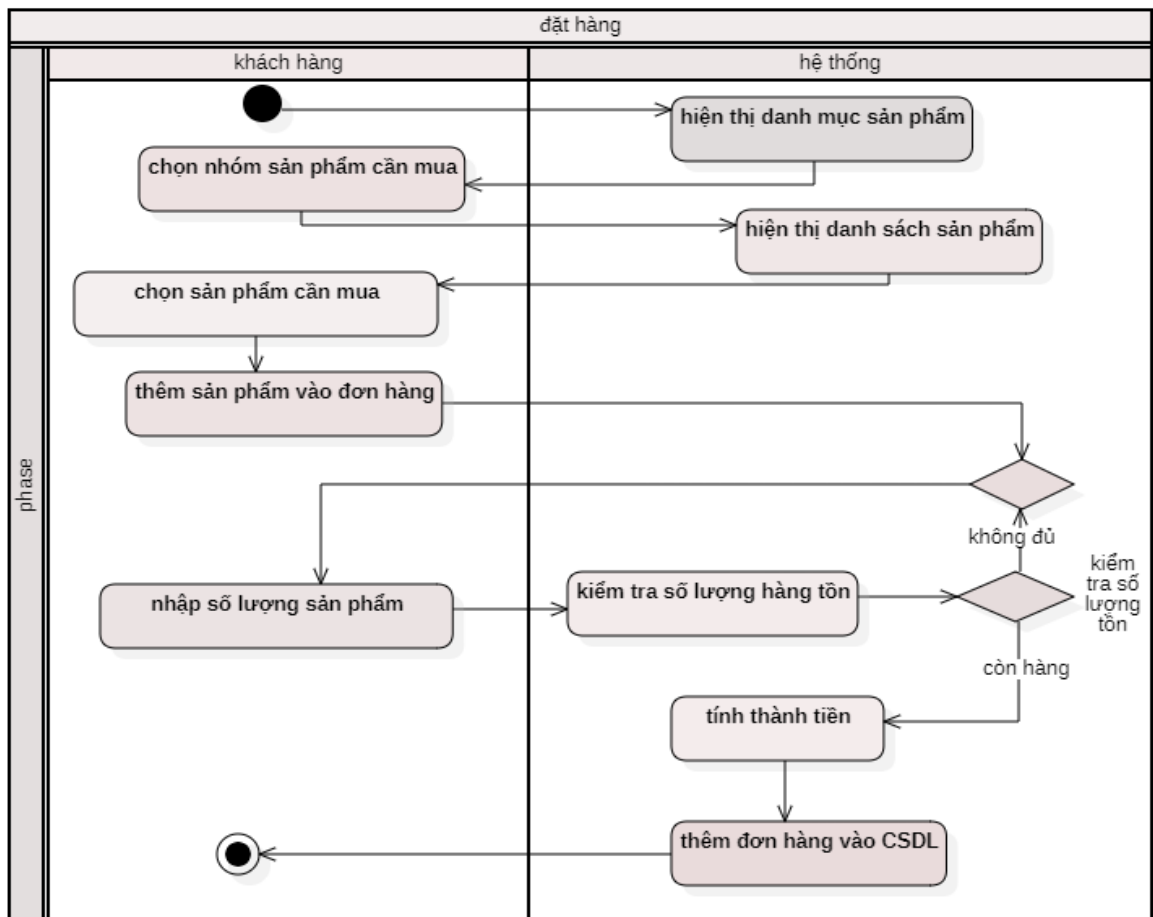 đặt hàng
khách hàng
hệ thống
hiện thị danh mục sản phẩm
chọn nhóm sản phẩm cần mua
hiện thị danh sách sản phẩm
chọn sản phẩm cần mua
thêm sản phẩm vào đơn hàng
phase
không đủ
kiểm
tra số
lượng
tồn
nhập số lượng sản phẩm
kiểm tra số lượng hàng tồn
còn hàng
tính thành tiền
thêm đơn hàng vào CSDL